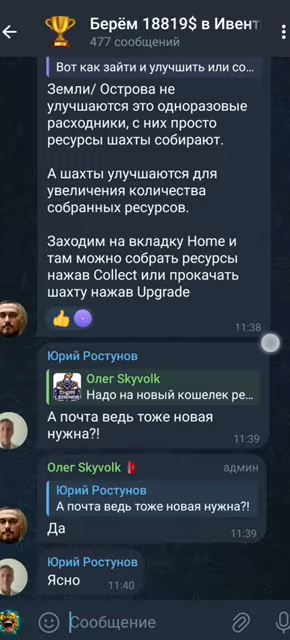 Берём 18819$ в Ивент
477 сообщений
Вот как зайти и улучшить или со...
Земли/ Острова не
улучшаются это одноразовые
расходники, с них просто
ресурсы шахты собирают.
А шахты улучшаются для
увеличения количества
собранных ресурсов.
Заходим на вкладку Home и
там можно собрать ресурсы
нажав Collect или прокачать
шахту нажав Upgrade
11:38
Юрий Ростунов
Олег Skyvolk
Надо на новый кошелек ре...
А почта ведь тоже новая
нужна?!
11:39
Олег Skyvolk админ
Юрий Ростунов
А почта ведь тоже новая нужна?!
Да
11:39
Юрий Ростунов
Ясно
11:40
Сообщение